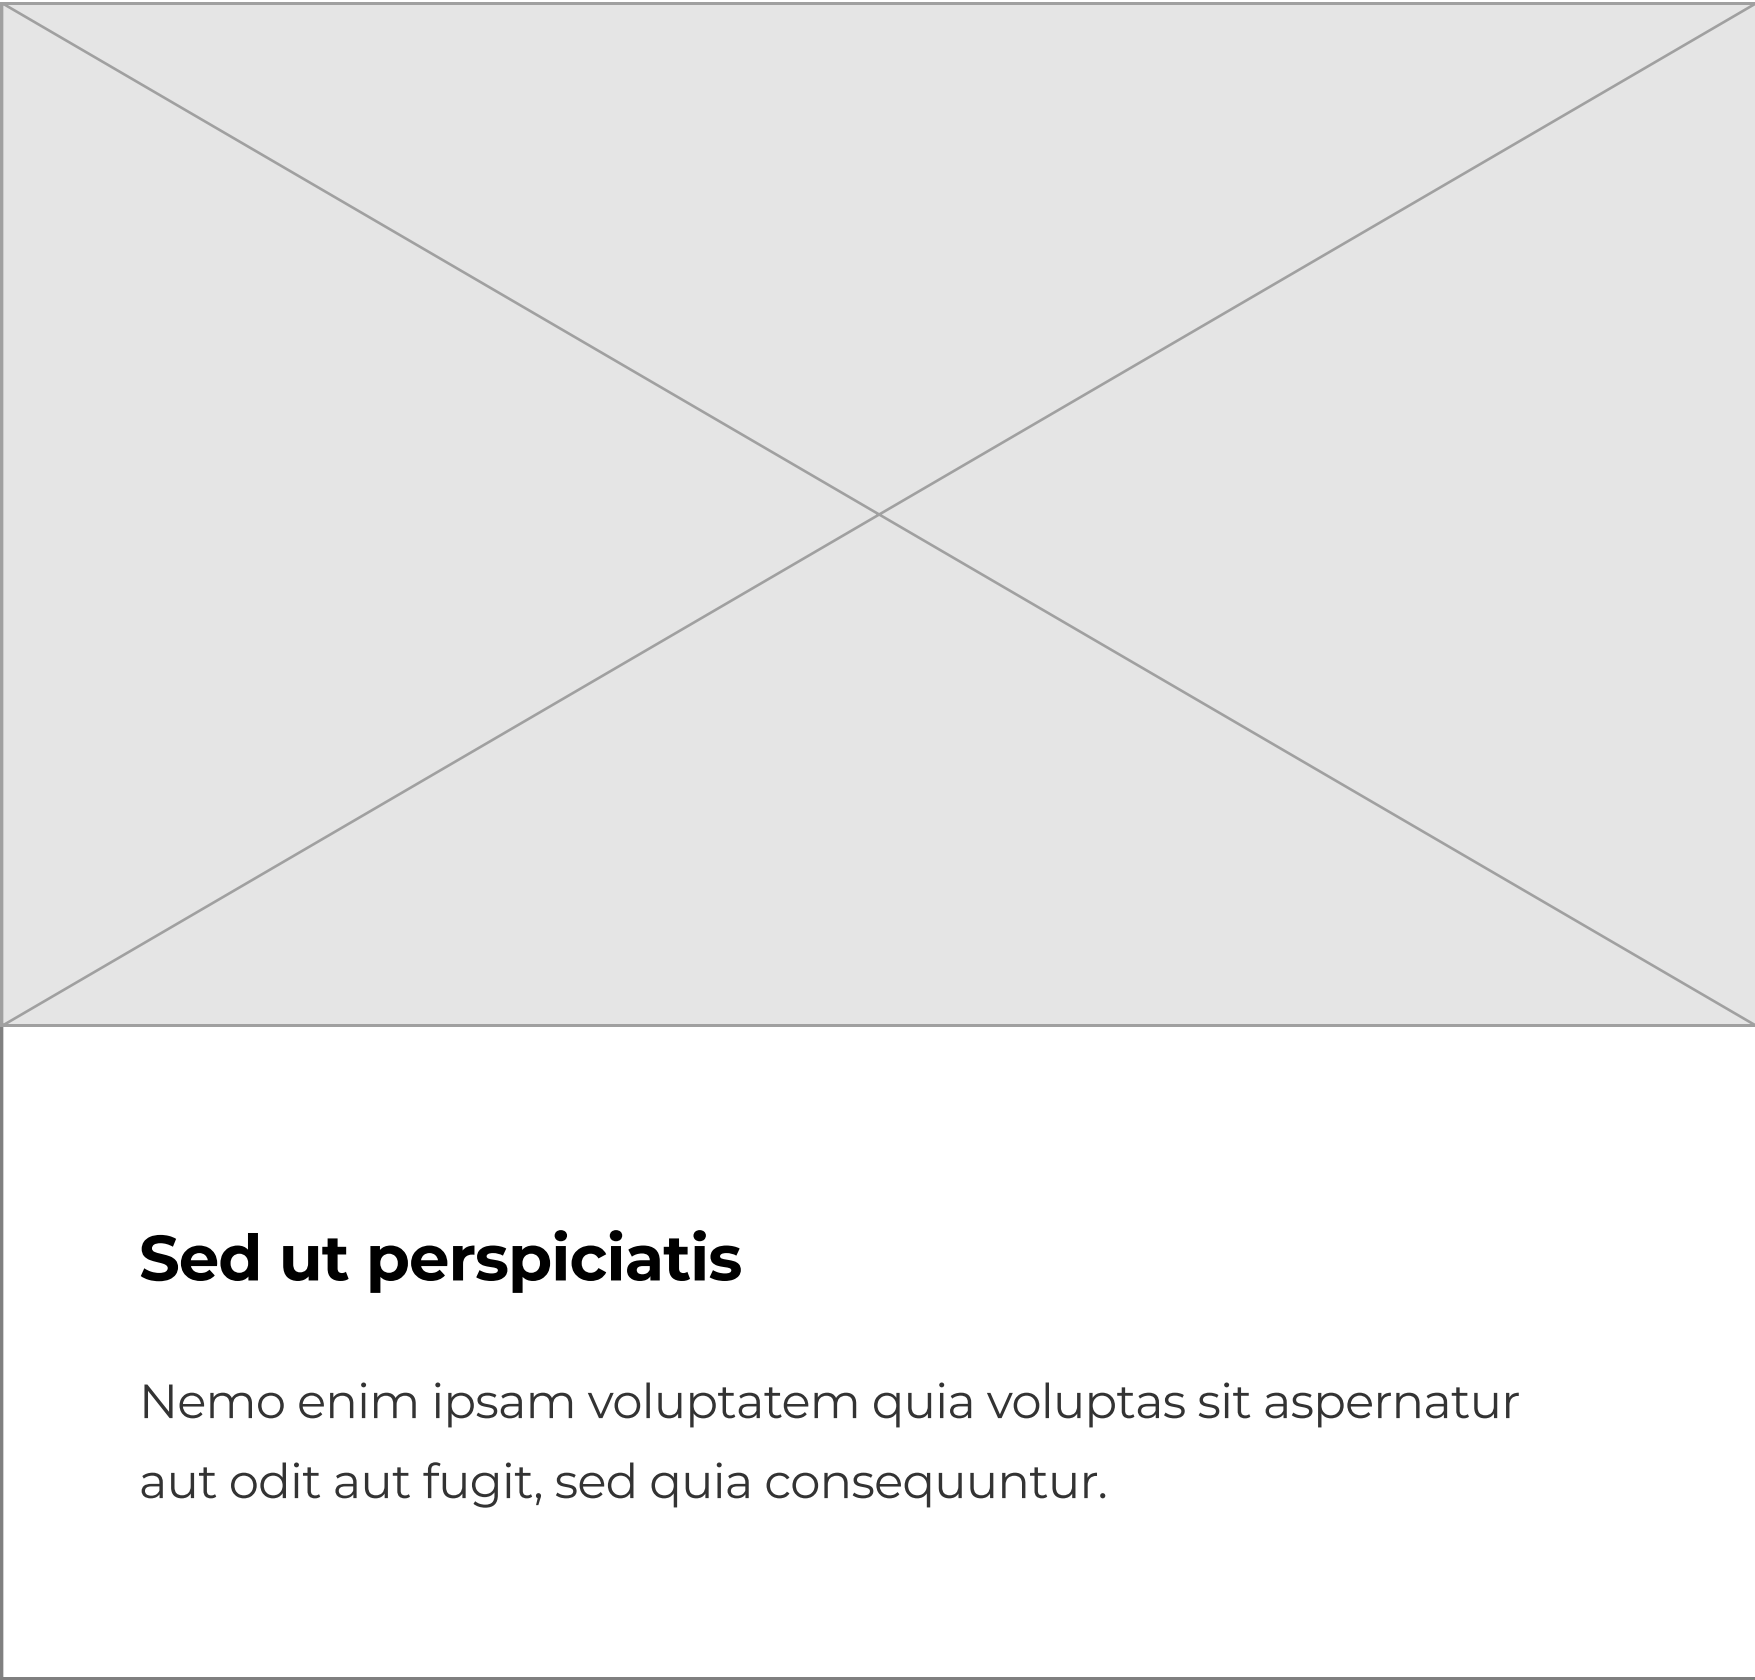 Sed ut perspiciatis
Nemo enim ipsam voluptatem quia voluptas sit aspernatur
aut odit aut fugit, sed quia consequuntur.